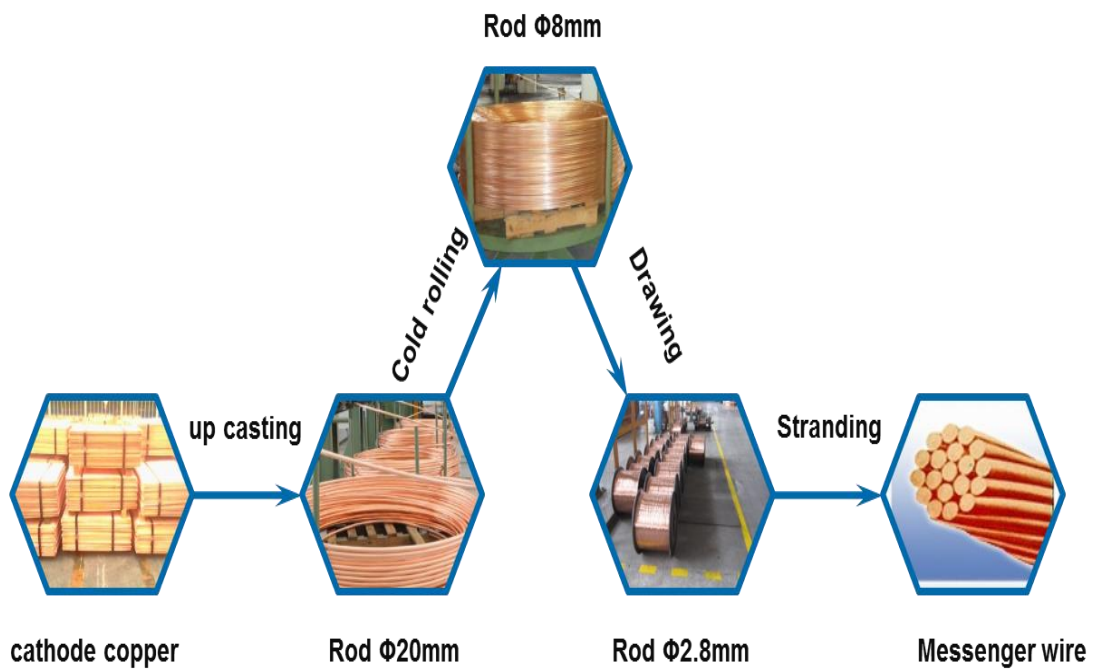 Rod Φ8mm
Cold rolling
Drawing
up casting
Stranding
cathode copper
Rod Φ20mm
Rod Φ2.8mm
Messenger wire